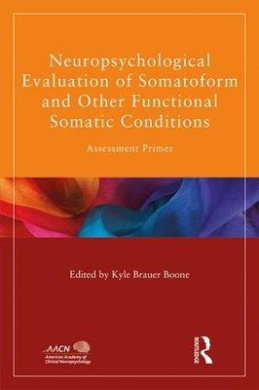 Neuropsychological
Evaluation of Somatoform
and Other Functional
Somatic Conditions
Assessment Primer
Edited by Kyle Brauer Boone
AACN
American Academy of
Clinical Neuropsychology
ROUTLEDGE